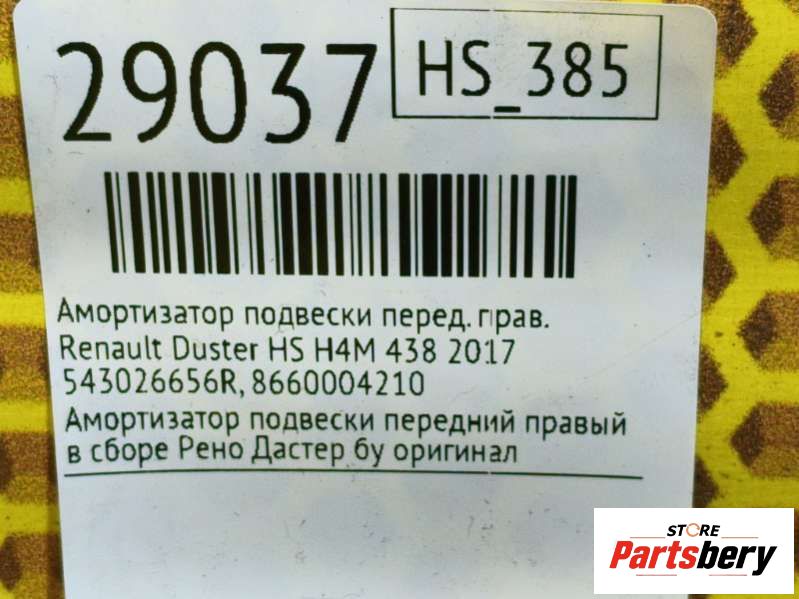 29037
HS_385
Амортизатор подвески перед. прав.
Renault Duster HS H4M 438 2017
543026656R, 8660004210
Амортизатор подвески передний правый
в сборе Рено Дастер бу оригинал
STORE
Partsbery